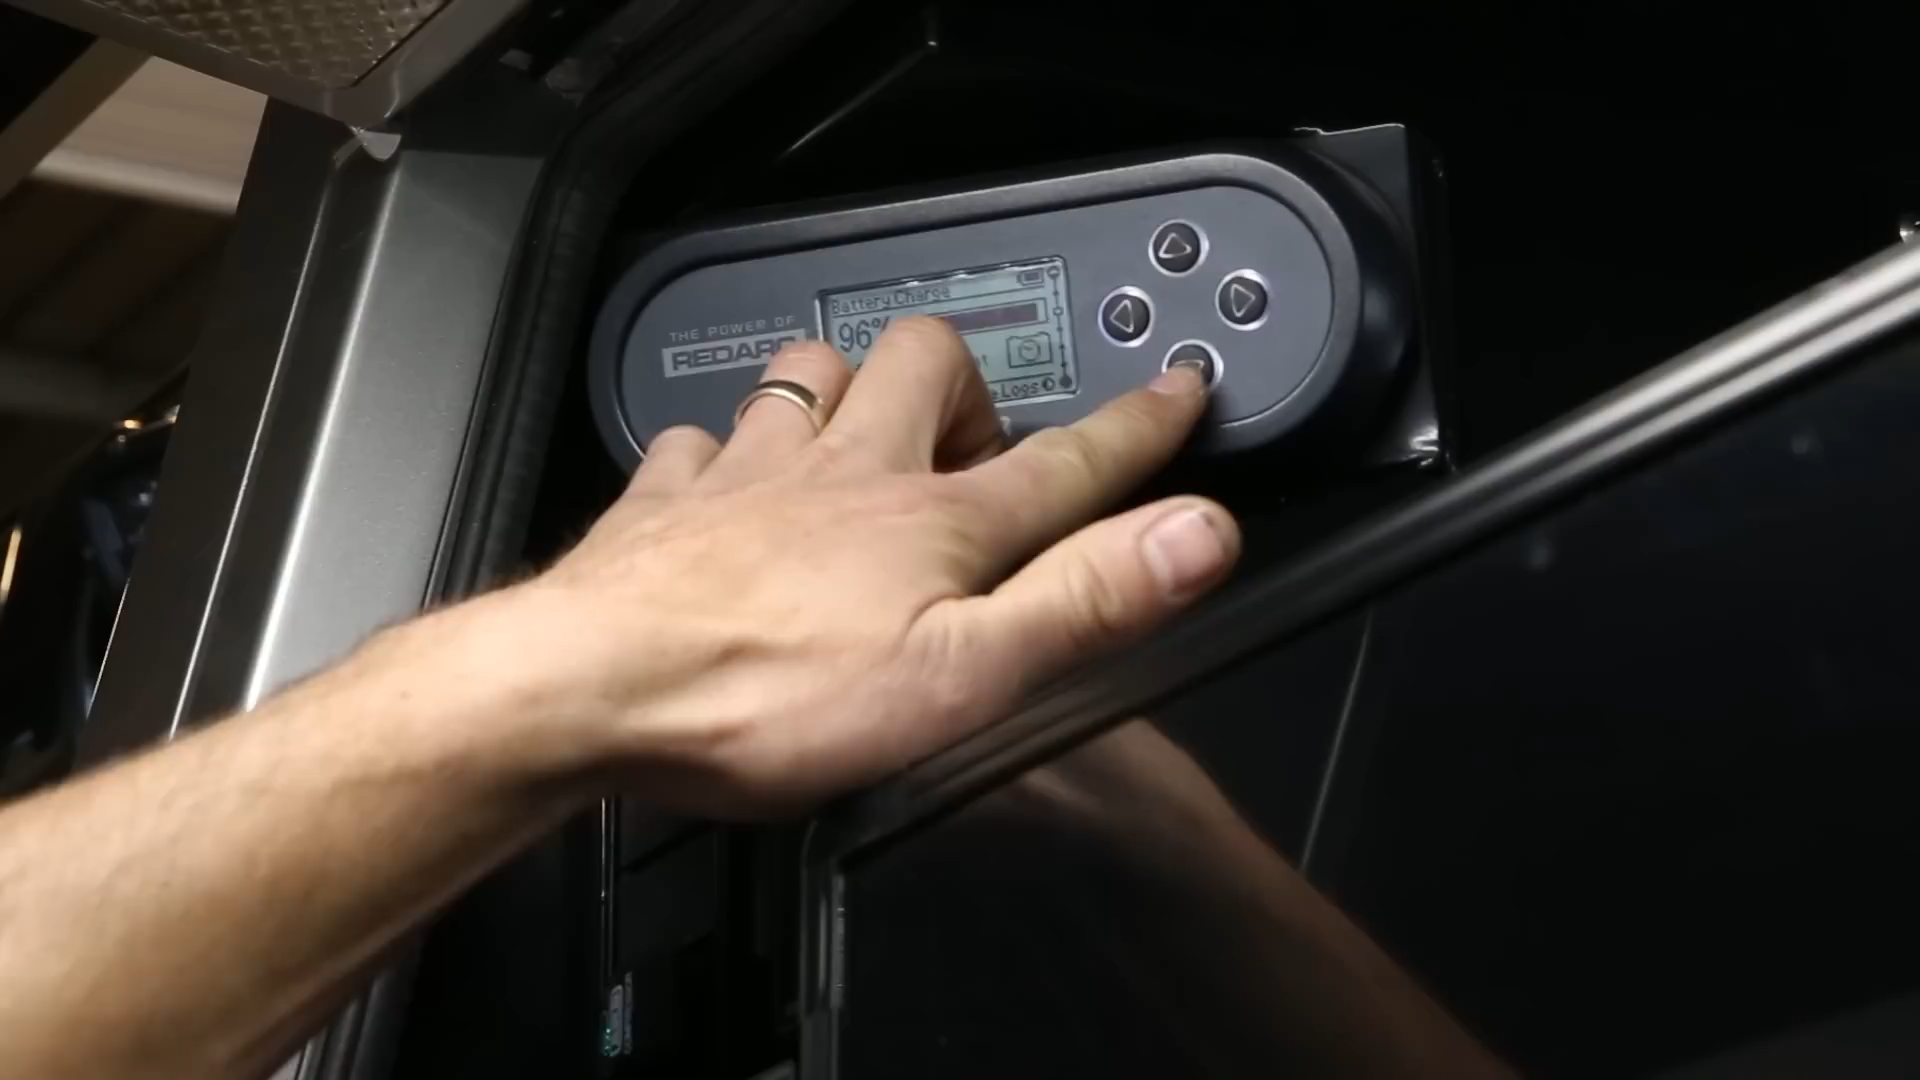 THE POWER OF
REDARC
Battery Charge
96%
Logs